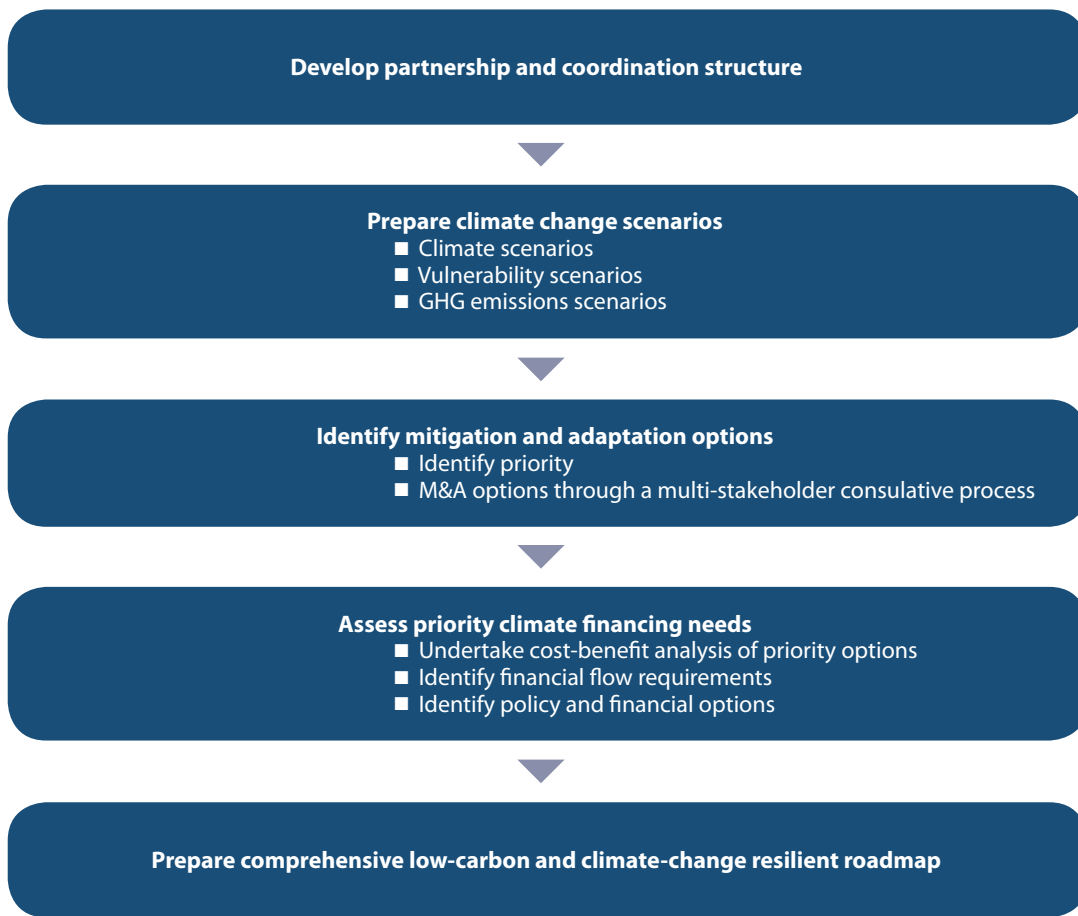 Develop partnership and coordination structure
Prepare climate change scenarios
■ Climate scenarios
■ Vulnerability scenarios
■ GHG emissions scenarios
Identify mitigation and adaptation options
■ Identify priority
■ M&A options through a multi-stakeholder consulative process
Assess priority climate financing needs
■ Undertake cost-benefit analysis of priority options
■ Identify financial flow requirements
■ Identify policy and financial options
Prepare comprehensive low-carbon and climate-change resilient roadmap